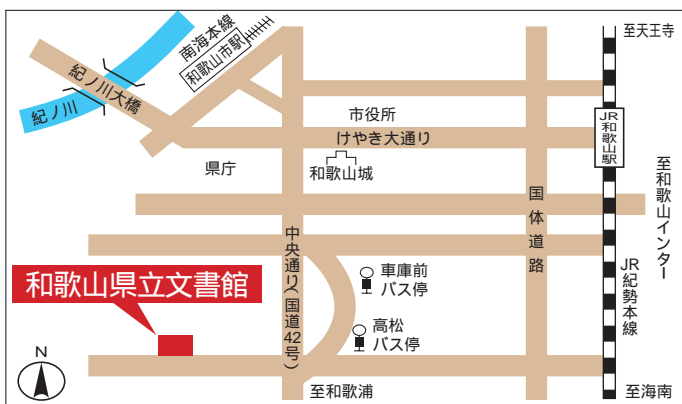 至天王寺
南海本線
和歌山市駅
紀ノ川大橋
紀ノ川
市役所
けやき大通り
JR和歌山駅
県庁
和歌山城
国体道路
至和歌山インター
中央通り(国道42号)
車庫前
バス停
JR紀勢本線
和歌山県立文書館
高松
バス停
N
至和歌浦
至海南